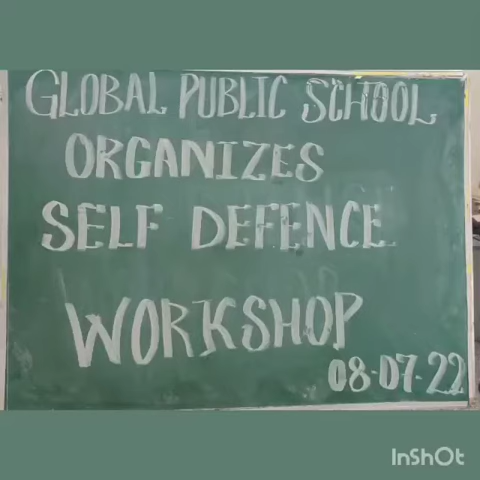 GLOBAL PUBLIC SCHOOL
ORGANIZES
SELF DEFENCE
WORKSHOP
08-07-22
InShOt